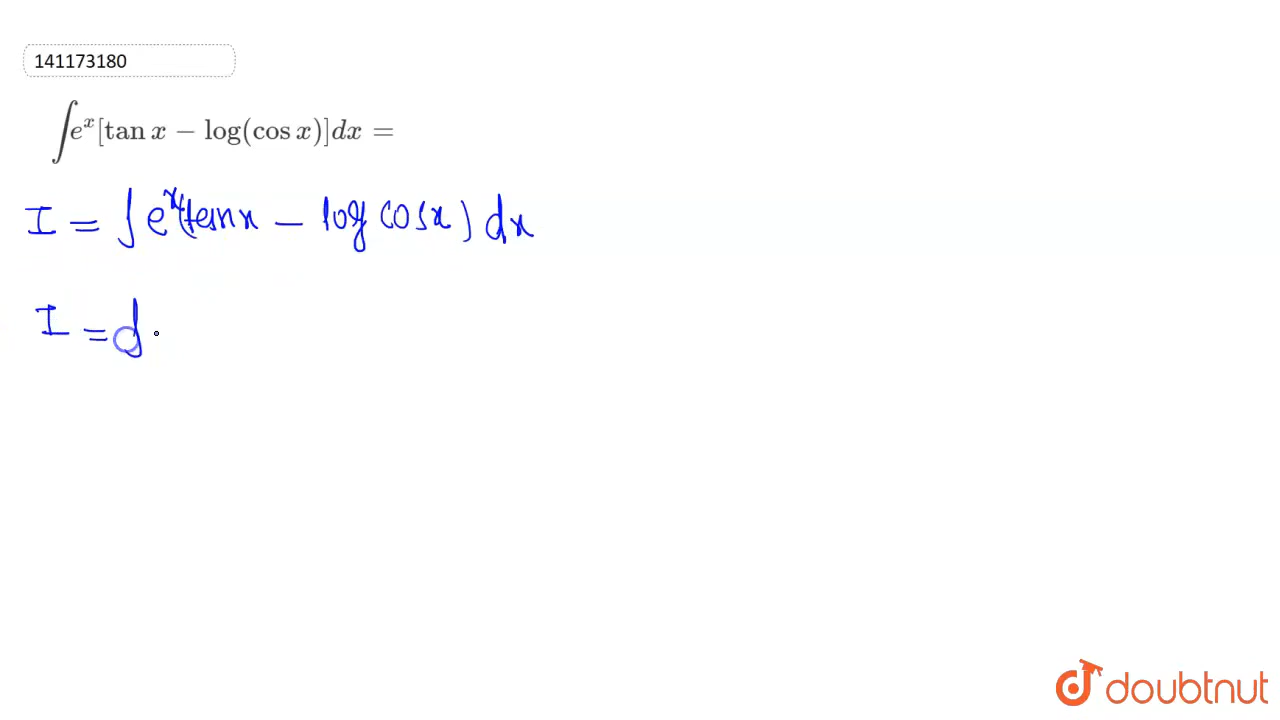 141173180
∫e^x[tan x − log(cos x)]dx =
I = ∫e^x(tan x − log cos x) dx
I = ∫
doubtnut